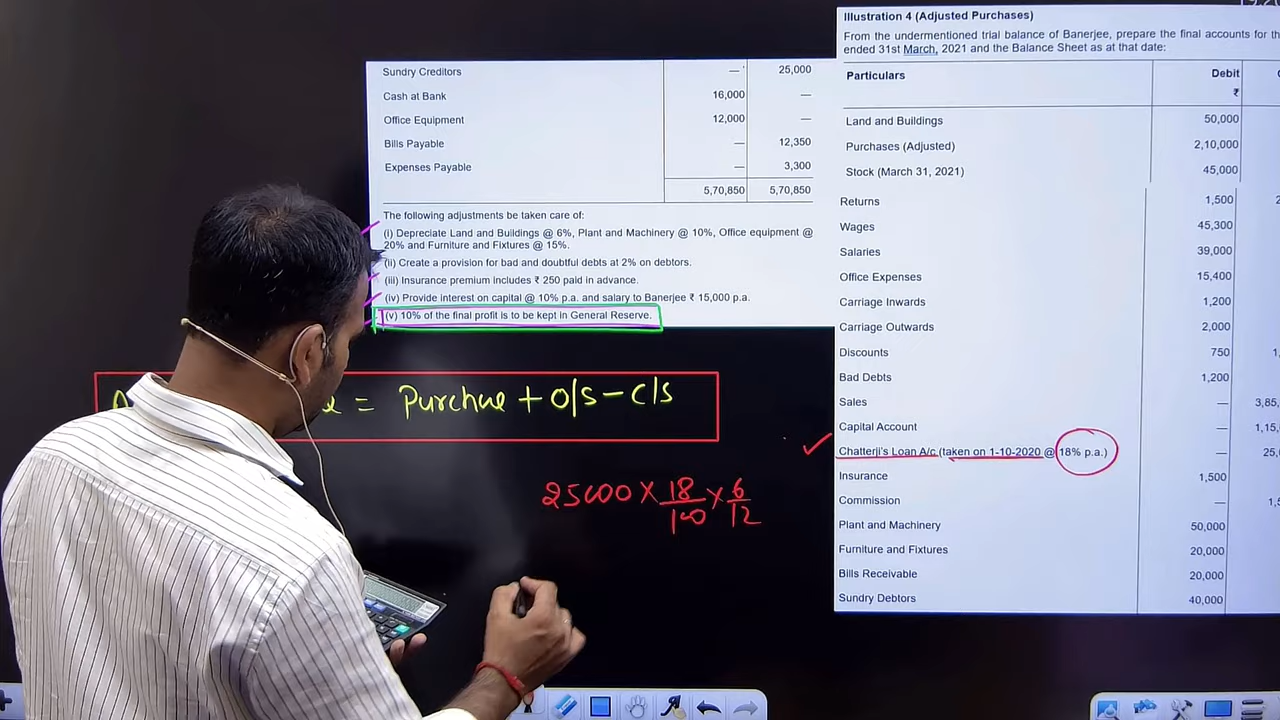 Sundry Creditors — 25,000
Cash at Bank 16,000 —
Office Equipment 12,000 —
Bills Payable — 12,350
Expenses Payable — 3,300
5,70,850 5,70,850
The following adjustments be taken care of:
(i) Depreciate Land and Buildings @ 6%, Plant and Machinery @ 10%, Office equipment @
20% and Furniture and Fixtures @ 15%.
(ii) Create a provision for bad and doubtful debts at 2% on debtors.
(iii) Insurance premium includes ₹ 250 paid in advance.
(iv) Provide interest on capital @ 10% p.a. and salary to Banerjee ₹ 15,000 p.a.
(v) 10% of the final profit is to be kept in General Reserve.
= Purchase + O/S - C/S
25000 × 18/100 × 6/12
Illustration 4 (Adjusted Purchases)
From the undermentioned trial balance of Banerjee, prepare the final accounts for the
ended 31st March, 2021 and the Balance Sheet as at that date:
Particulars Debit
₹
Land and Buildings 50,000
Purchases (Adjusted) 2,10,000
Stock (March 31, 2021) 45,000
Returns 1,500
Wages 45,300
Salaries 39,000
Office Expenses 15,400
Carriage Inwards 1,200
Carriage Outwards 2,000
Discounts 750
Bad Debts 1,200
Sales — 3,85,
Capital Account — 1,15,
Chatterji's Loan A/c (taken on 1-10-2020 @ 18% p.a.) — 25,
Insurance 1,500
Commission —
Plant and Machinery 50,000
Furniture and Fixtures 20,000
Bills Receivable 20,000
Sundry Debtors 40,000